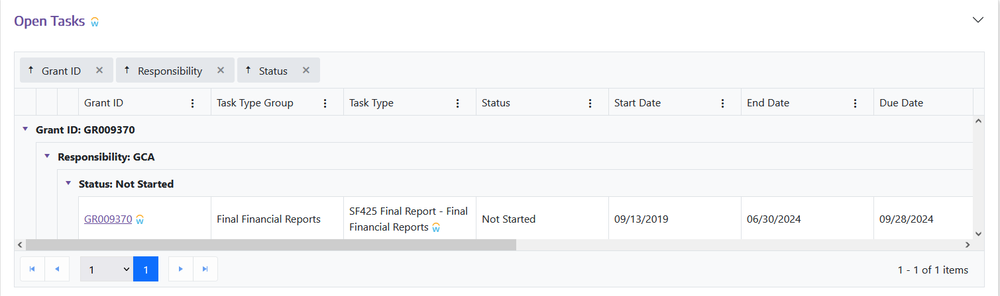 Open Tasks
Grant ID Responsibility Status
Grant ID Task Type Group Task Type Status Start Date End Date Due Date
Grant ID: GR009370
Responsibility: GCA
Status: Not Started
GR009370 Final Financial Reports SF425 Final Report - Final Financial Reports Not Started 09/13/2019 06/30/2024 09/28/2024
1 1 1 - 1 of 1 items